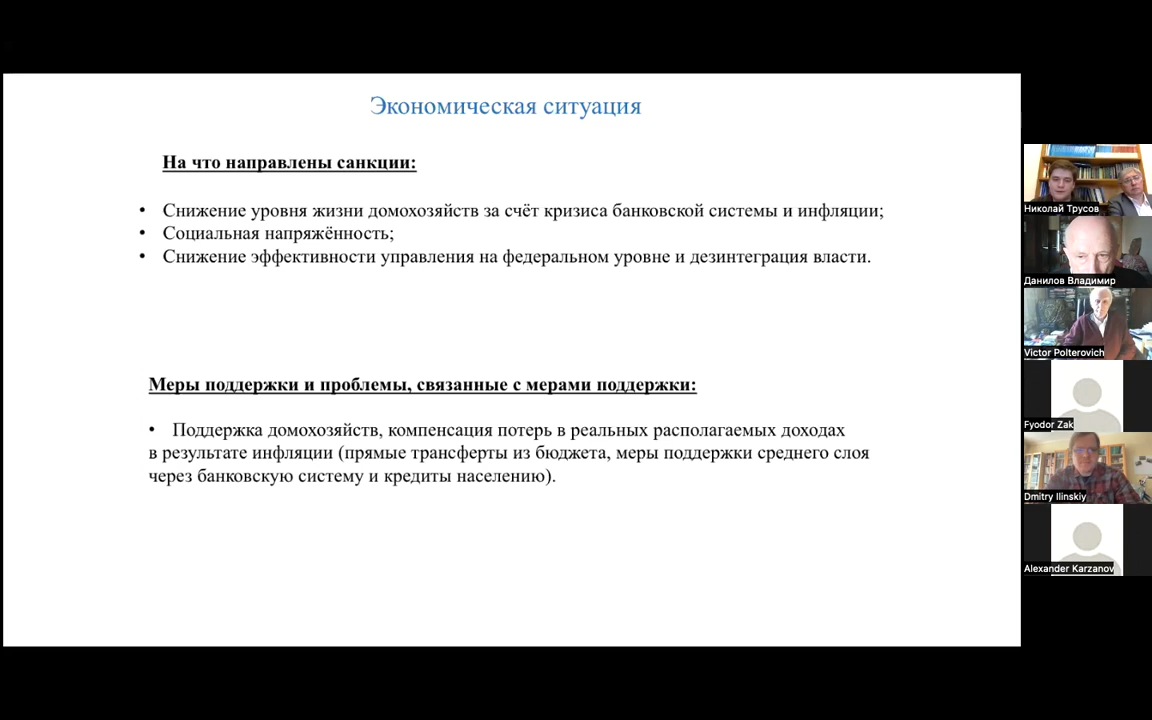 Экономическая ситуация
На что направлены санкции:
• Снижение уровня жизни домохозяйств за счёт кризиса банковской системы и инфляции;
• Социальная напряжённость;
• Снижение эффективности управления на федеральном уровне и дезинтеграция власти.
Меры поддержки и проблемы, связанные с мерами поддержки:
• Поддержка домохозяйств, компенсация потерь в реальных располагаемых доходах
в результате инфляции (прямые трансферты из бюджета, меры поддержки среднего слоя
через банковскую систему и кредиты населению).
Николай Трусов
Данилов Владимир
Victor Polterovich
Fyodor Zak
Dmitry Ilinskiy
Alexander Karzanov